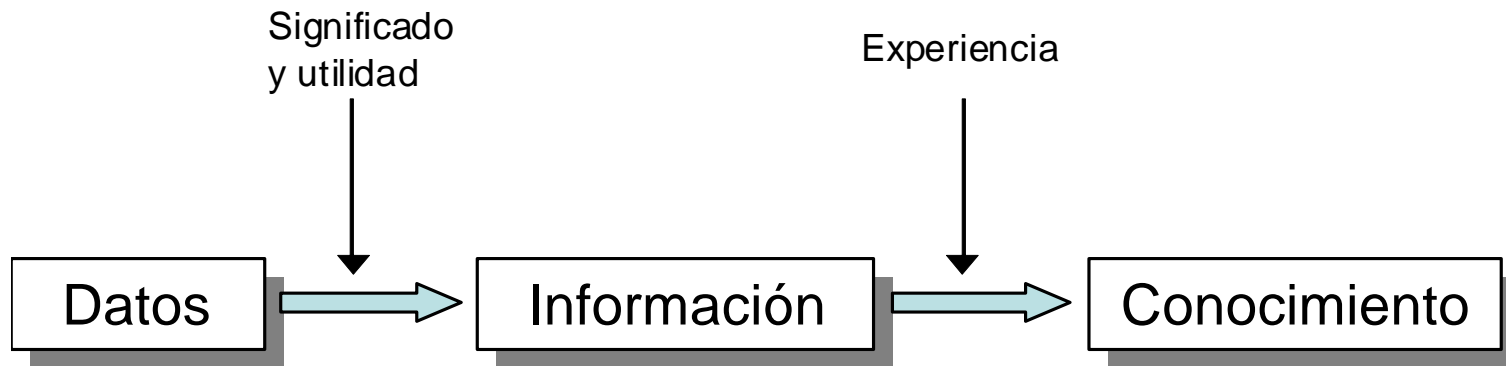 Significado
y utilidad
Experiencia
Datos
Información
Conocimiento